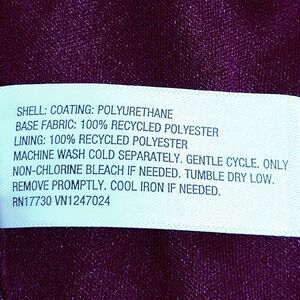 SHELL: COATING: POLYURETHANE
BASE FABRIC: 100% RECYCLED POLYESTER
LINING: 100% RECYCLED POLYESTER
MACHINE WASH COLD SEPARATELY. GENTLE CYCLE. ONLY
NON-CHLORINE BLEACH IF NEEDED. TUMBLE DRY LOW.
REMOVE PROMPTLY. COOL IRON IF NEEDED.
RN17730 VN1247024